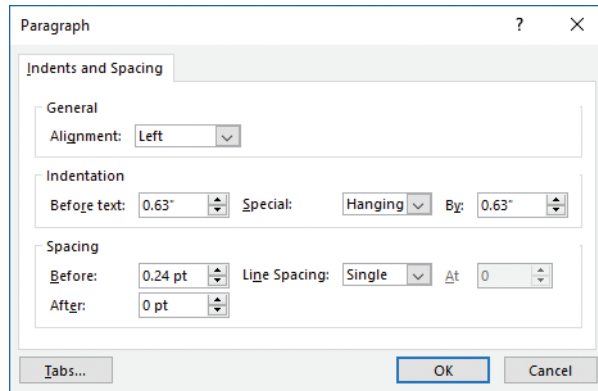 Paragraph ? ×
Indents and Spacing
General
Alignment: Left
Indentation
Before text: 0.63" Special: Hanging By: 0.63"
Spacing
Before: 0.24 pt Line Spacing: Single At 0
After: 0 pt
Tabs... OK Cancel